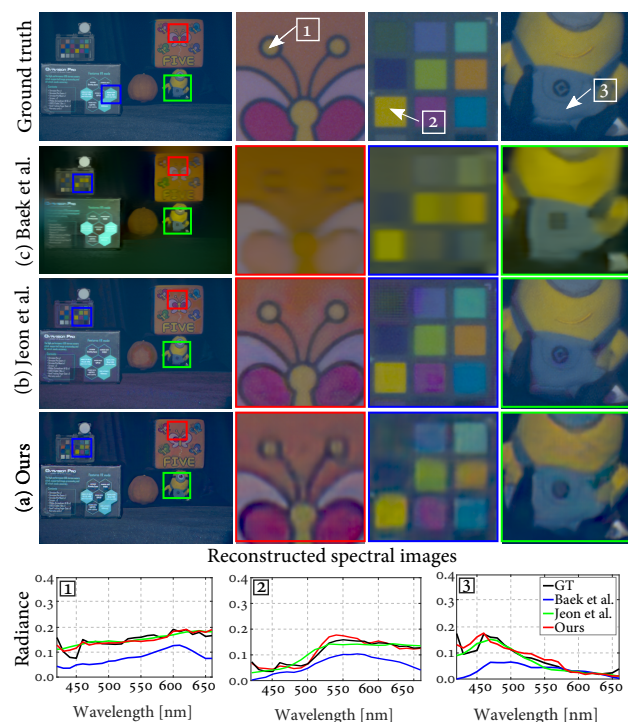 Ground truth
1
2
3
FIVE
(c) Baek et al.
FIVE
(b) Jeon et al.
FIVE
(a) Ours
FIVE
Reconstructed spectral images
Radiance
0.4
0.3
0.2
0.1
0.0
1
450 500 550 600 650
Wavelength [nm]
0.4
0.3
0.2
0.1
0.0
2
450 500 550 600 650
Wavelength [nm]
0.4
0.3
0.2
0.1
0.0
3
GT
Baek et al.
Jeon et al.
Ours
450 500 550 600 650
Wavelength [nm]